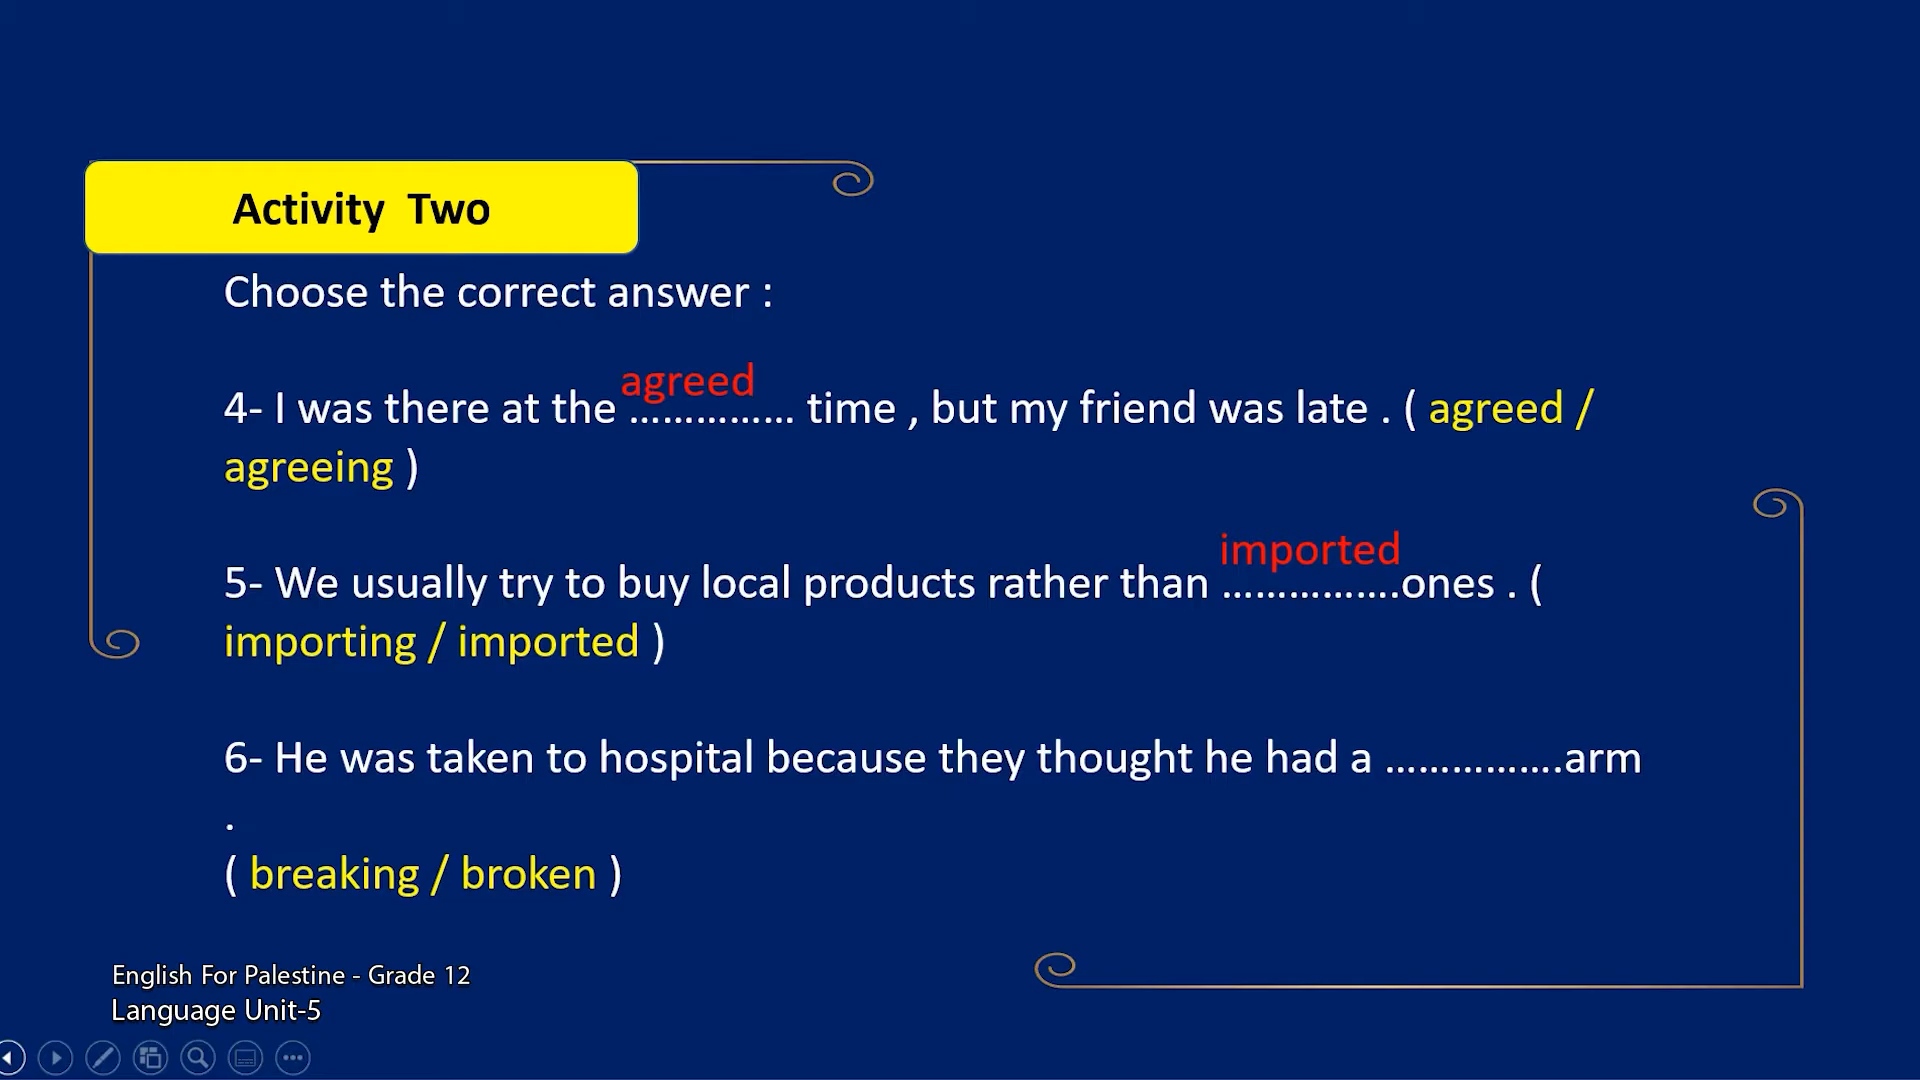 Activity Two
Choose the correct answer :
agreed
4- I was there at the ............... time , but my friend was late . ( agreed /
agreeing )
imported
5- We usually try to buy local products rather than ................ones . (
importing / imported )
6- He was taken to hospital because they thought he had a ................arm
.
( breaking / broken )
English For Palestine - Grade 12
Language Unit-5